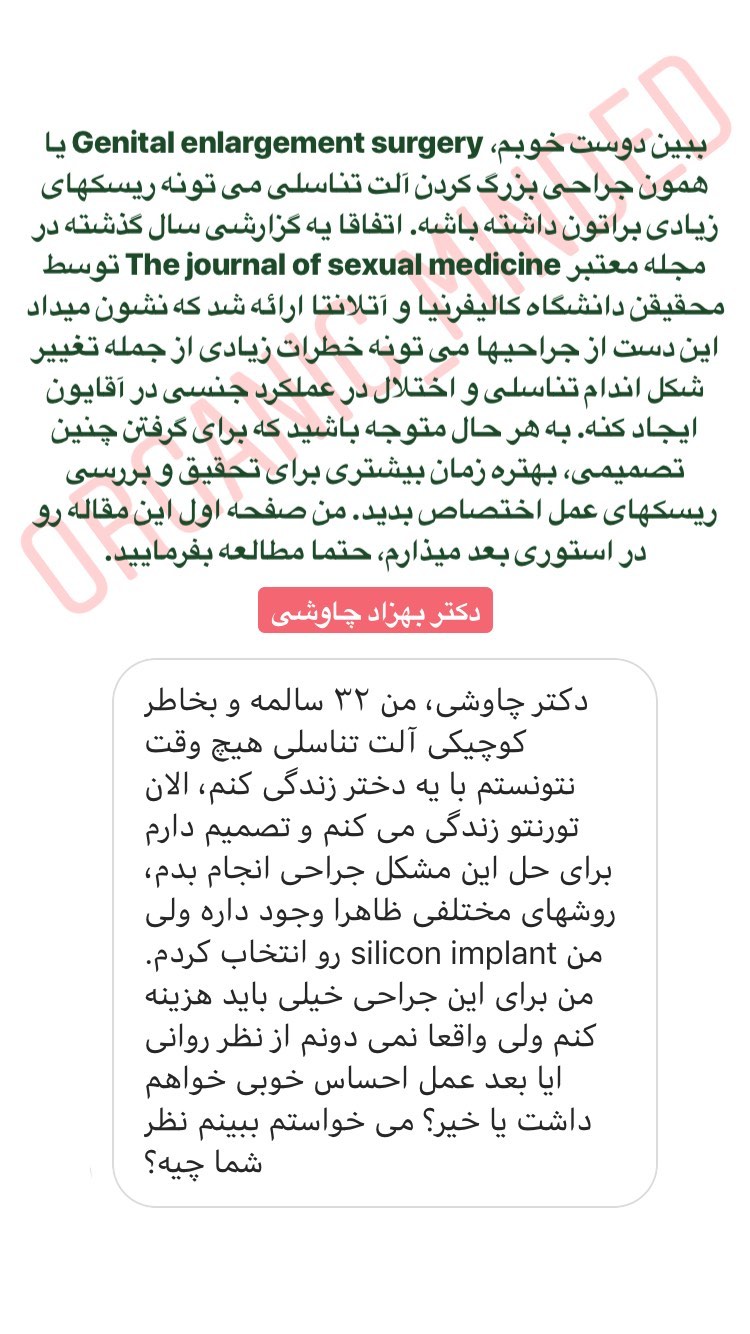 ببین دوست خوبم، Genital enlargement surgery یا
همون جراحی بزرگ کردن آلت تناسلی می تونه ریسکهای
زیادی براتون داشته باشه. اتفاقا یه گزارشی سال گذشته در
مجله معتبر The journal of sexual medicine توسط
محقیقن دانشگاه کالیفرنیا و آتلانتا ارائه شد که نشون میداد
این دست از جراحیها می تونه خطرات زیادی از جمله تغییر
شکل اندام تناسلی و اختلال در عملکرد جنسی در آقایون
ایجاد کنه. به هر حال متوجه باشید که برای گرفتن چنین
تصمیمی، بهتره زمان بیشتری برای تحقیق و بررسی
ریسکهای عمل اختصاص بدید. من صفحه اول این مقاله رو
در استوری بعد میذارم، حتما مطالعه بفرمایید.
ORGANIC_MINDED
دکتر بهزاد چاوشی
دکتر چاوشی، من ۳۲ سالمه و بخاطر
کوچیکی آلت تناسلی هیچ وقت
نتونستم با یه دختر زندگی کنم، الان
تورنتو زندگی می کنم و تصمیم دارم
برای حل این مشکل جراحی انجام بدم،
روشهای مختلفی ظاهرا وجود داره ولی
من silicon implant رو انتخاب کردم.
من برای این جراحی خیلی باید هزینه
کنم ولی واقعا نمی دونم از نظر روانی
ایا بعد عمل احساس خوبی خواهم
داشت یا خیر؟ می خواستم ببینم نظر
شما چیه؟